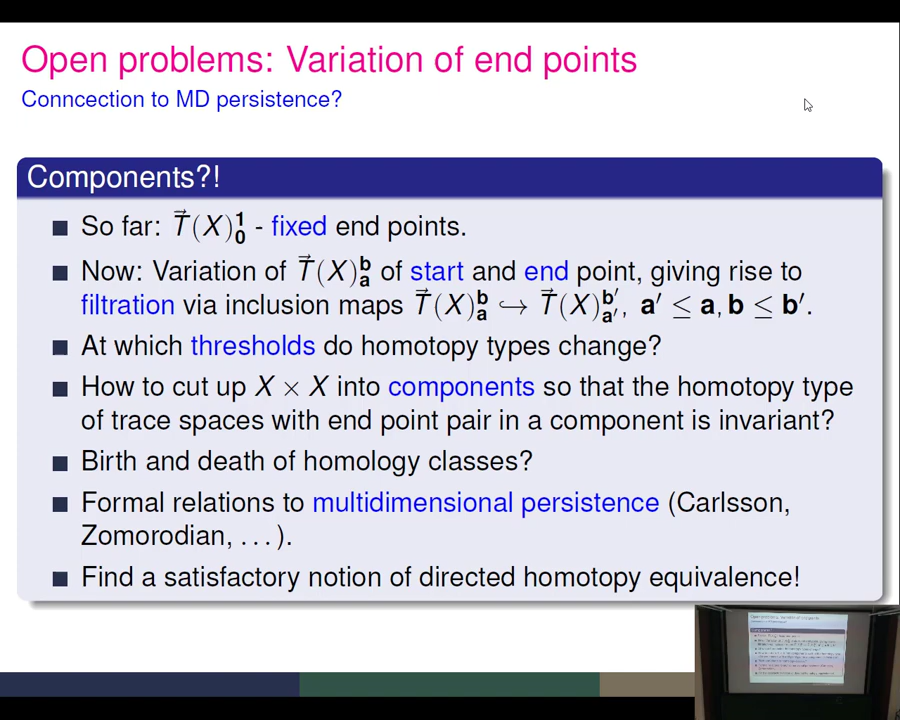 Open problems: Variation of end points
Conncection to MD persistence?
Components?!
So far: T⃗(X)₀¹ - fixed end points.
Now: Variation of T⃗(X)ₐᵇ of start and end point, giving rise to
filtration via inclusion maps T⃗(X)ₐᵇ ↪ T⃗(X)ₐ′ᵇ′, a′ ≤ a, b ≤ b′.
At which thresholds do homotopy types change?
How to cut up X × X into components so that the homotopy type
of trace spaces with end point pair in a component is invariant?
Birth and death of homology classes?
Formal relations to multidimensional persistence (Carlsson,
Zomorodian, . . . ).
Find a satisfactory notion of directed homotopy equivalence!